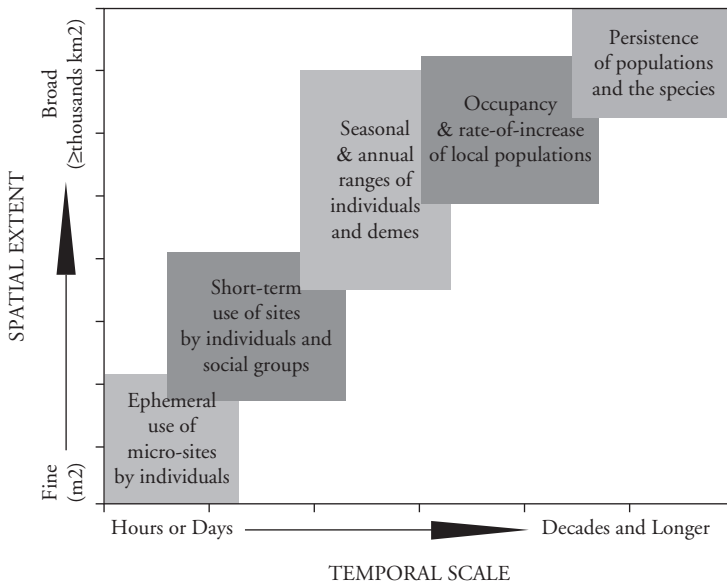 Persistence
of populations
and the species
Occupancy
& rate-of-increase
of local populations
Seasonal
& annual
ranges of
individuals
and demes
Short-term
use of sites
by individuals and
social groups
Ephemeral
use of
micro-sites
by individuals
SPATIAL EXTENT
Broad
(≥thousands km2)
Fine
(m2)
Hours or Days
Decades and Longer
TEMPORAL SCALE